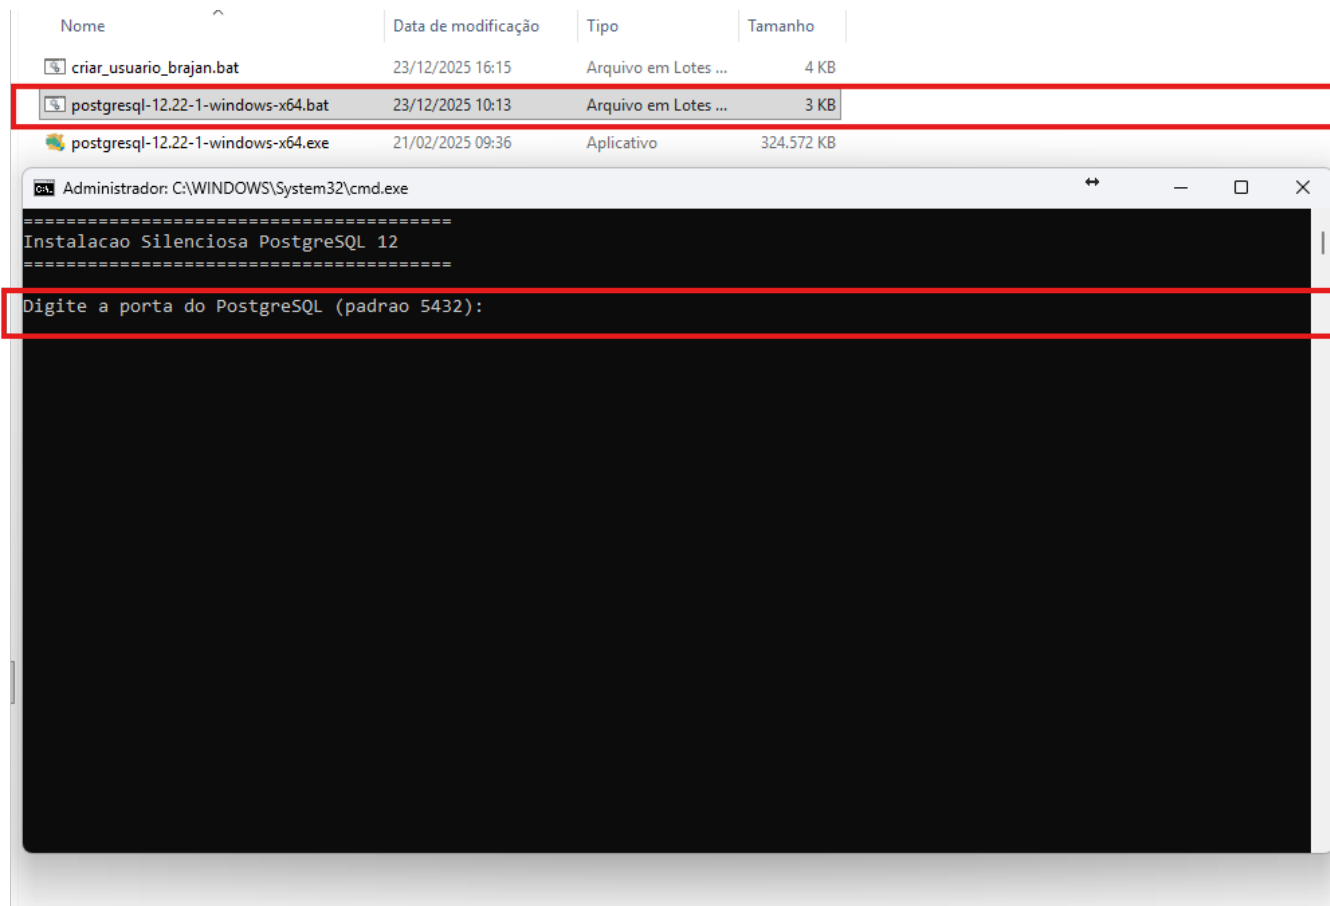 Nome Data de modificação Tipo Tamanho
criar_usuario_brajan.bat 23/12/2025 16:15 Arquivo em Lotes ... 4 KB
postgresql-12.22-1-windows-x64.bat 23/12/2025 10:13 Arquivo em Lotes ... 3 KB
postgresql-12.22-1-windows-x64.exe 21/02/2025 09:36 Aplicativo 324.572 KB
Administrador: C:\WINDOWS\System32\cmd.exe
========================================
Instalacao Silenciosa PostgreSQL 12
========================================
Digite a porta do PostgreSQL (padrao 5432):